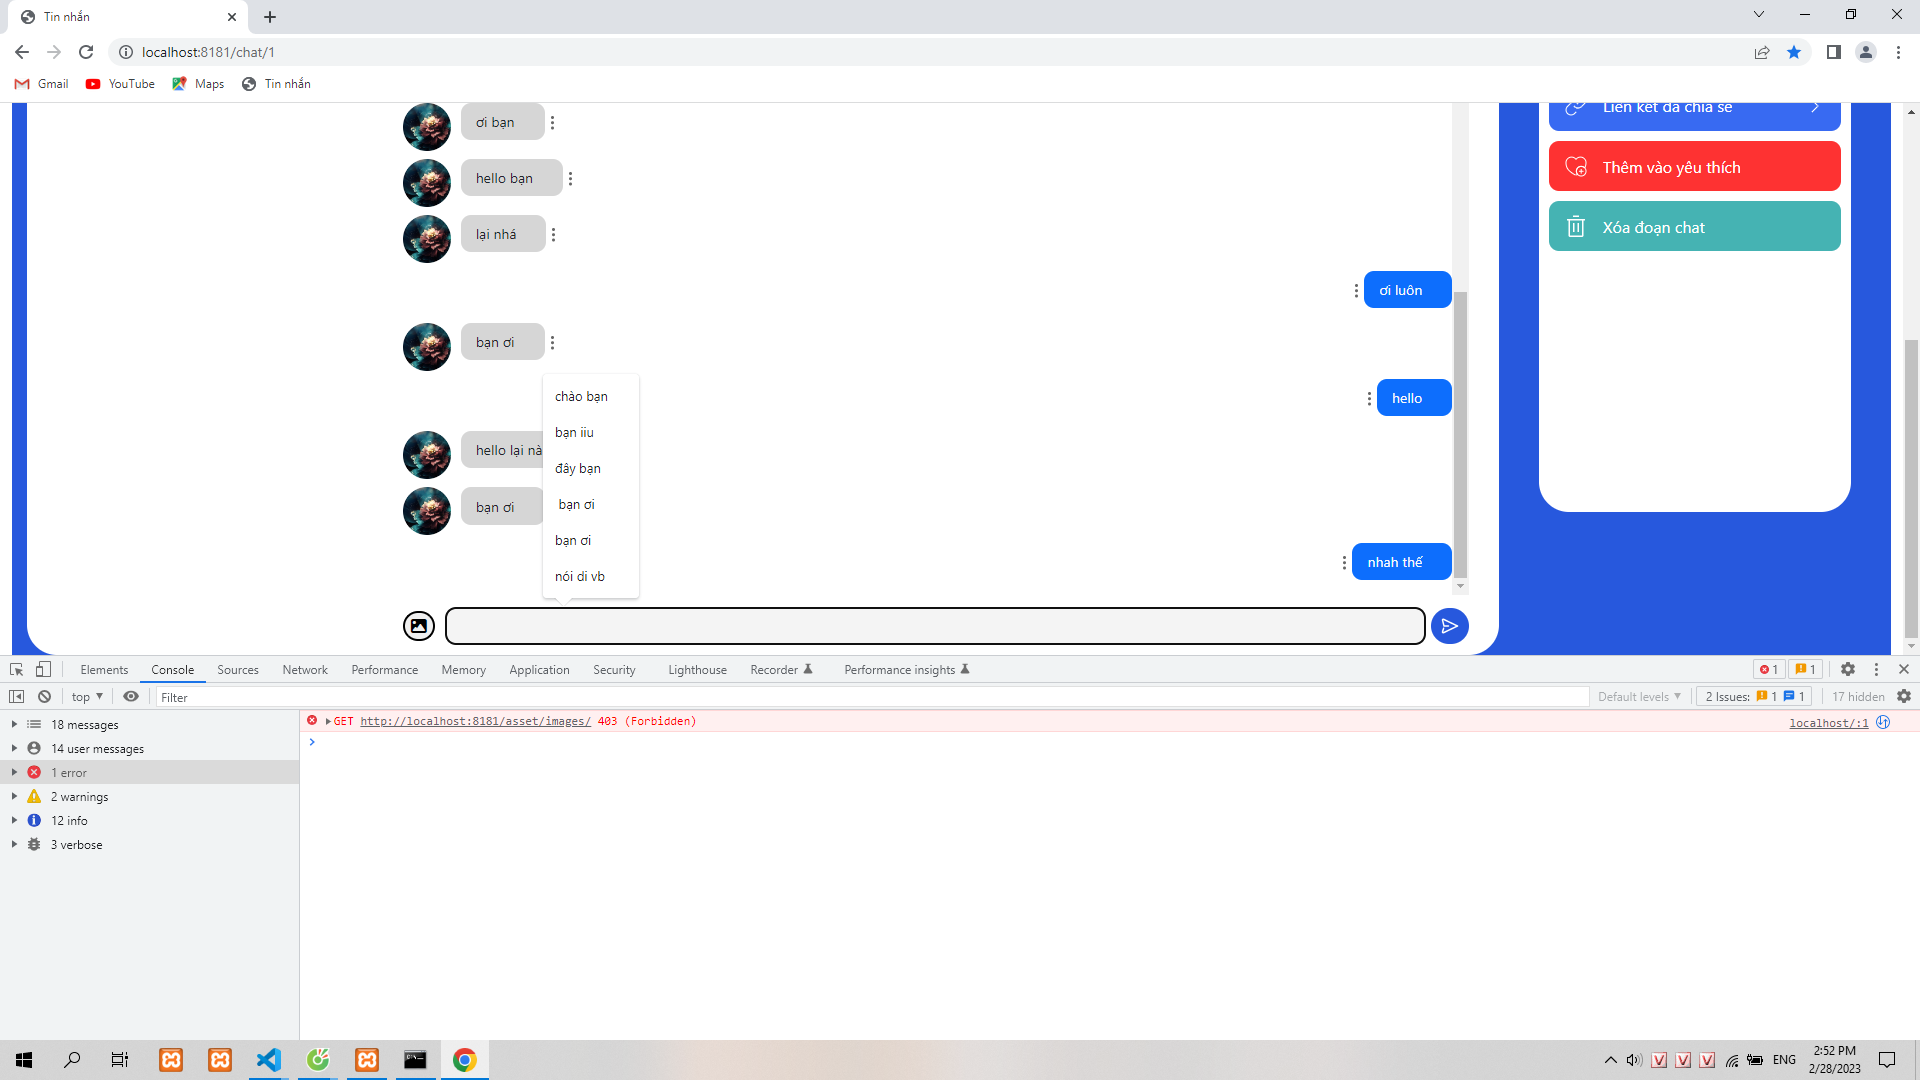 Tin nhắn
localhost:8181/chat/1
Gmail
YouTube
Maps
Tin nhắn
ơi bạn
hello bạn
lại nhá
ơi luôn
bạn ơi
hello
hello lại nà
bạn ơi
nhah thế
chào bạn
bạn iiu
đây bạn
bạn ơi
bạn ơi
nói di vb
Liên kết đã chia sẻ
Thêm vào yêu thích
Xóa đoạn chat
Elements Console Sources Network Performance Memory Application Security Lighthouse Recorder Performance insights 1 1
top Filter Default levels 2 Issues: 1 1 17 hidden
18 messages
14 user messages
1 error
2 warnings
12 info
3 verbose
GET http://localhost:8181/asset/images/ 403 (Forbidden) localhost/:1
ENG
2:52 PM
2/28/2023